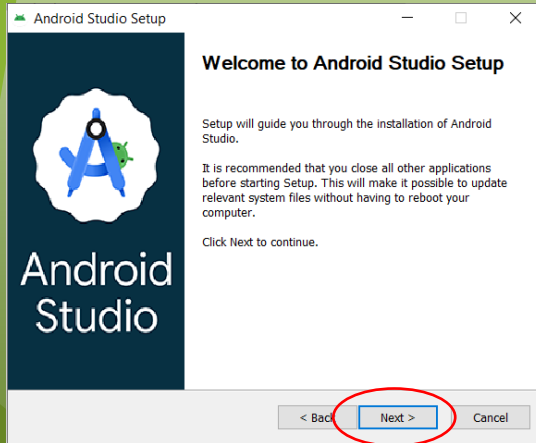 Android Studio Setup
Welcome to Android Studio Setup
Setup will guide you through the installation of Android
Studio.
It is recommended that you close all other applications
before starting Setup. This will make it possible to update
relevant system files without having to reboot your
computer.
Click Next to continue.
Android
Studio
< Back
Next >
Cancel